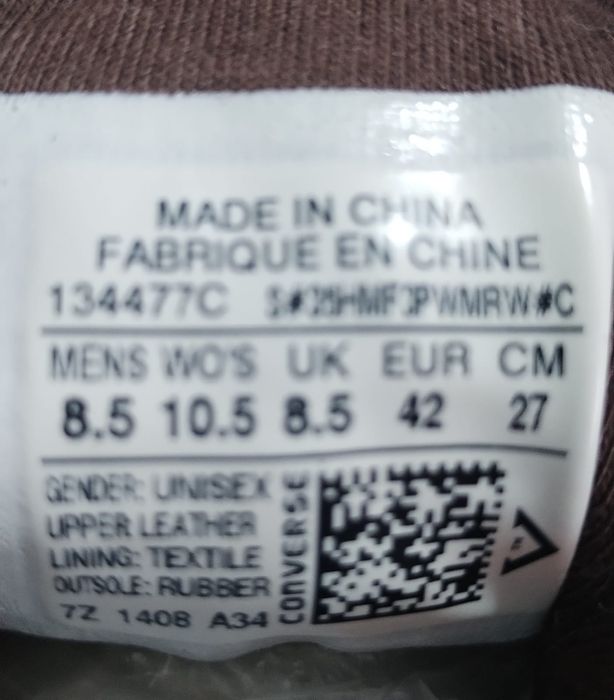 MADE IN CHINA
FABRIQUE EN CHINE
134477C
MENS WO'S UK EUR CM
8.5 10.5 8.5 42 27
GENDER: UNISEX
UPPER LEATHER
LINING: TEXTILE
OUTSOLE: RUBBER
7Z 1408 A34
CONVERSE